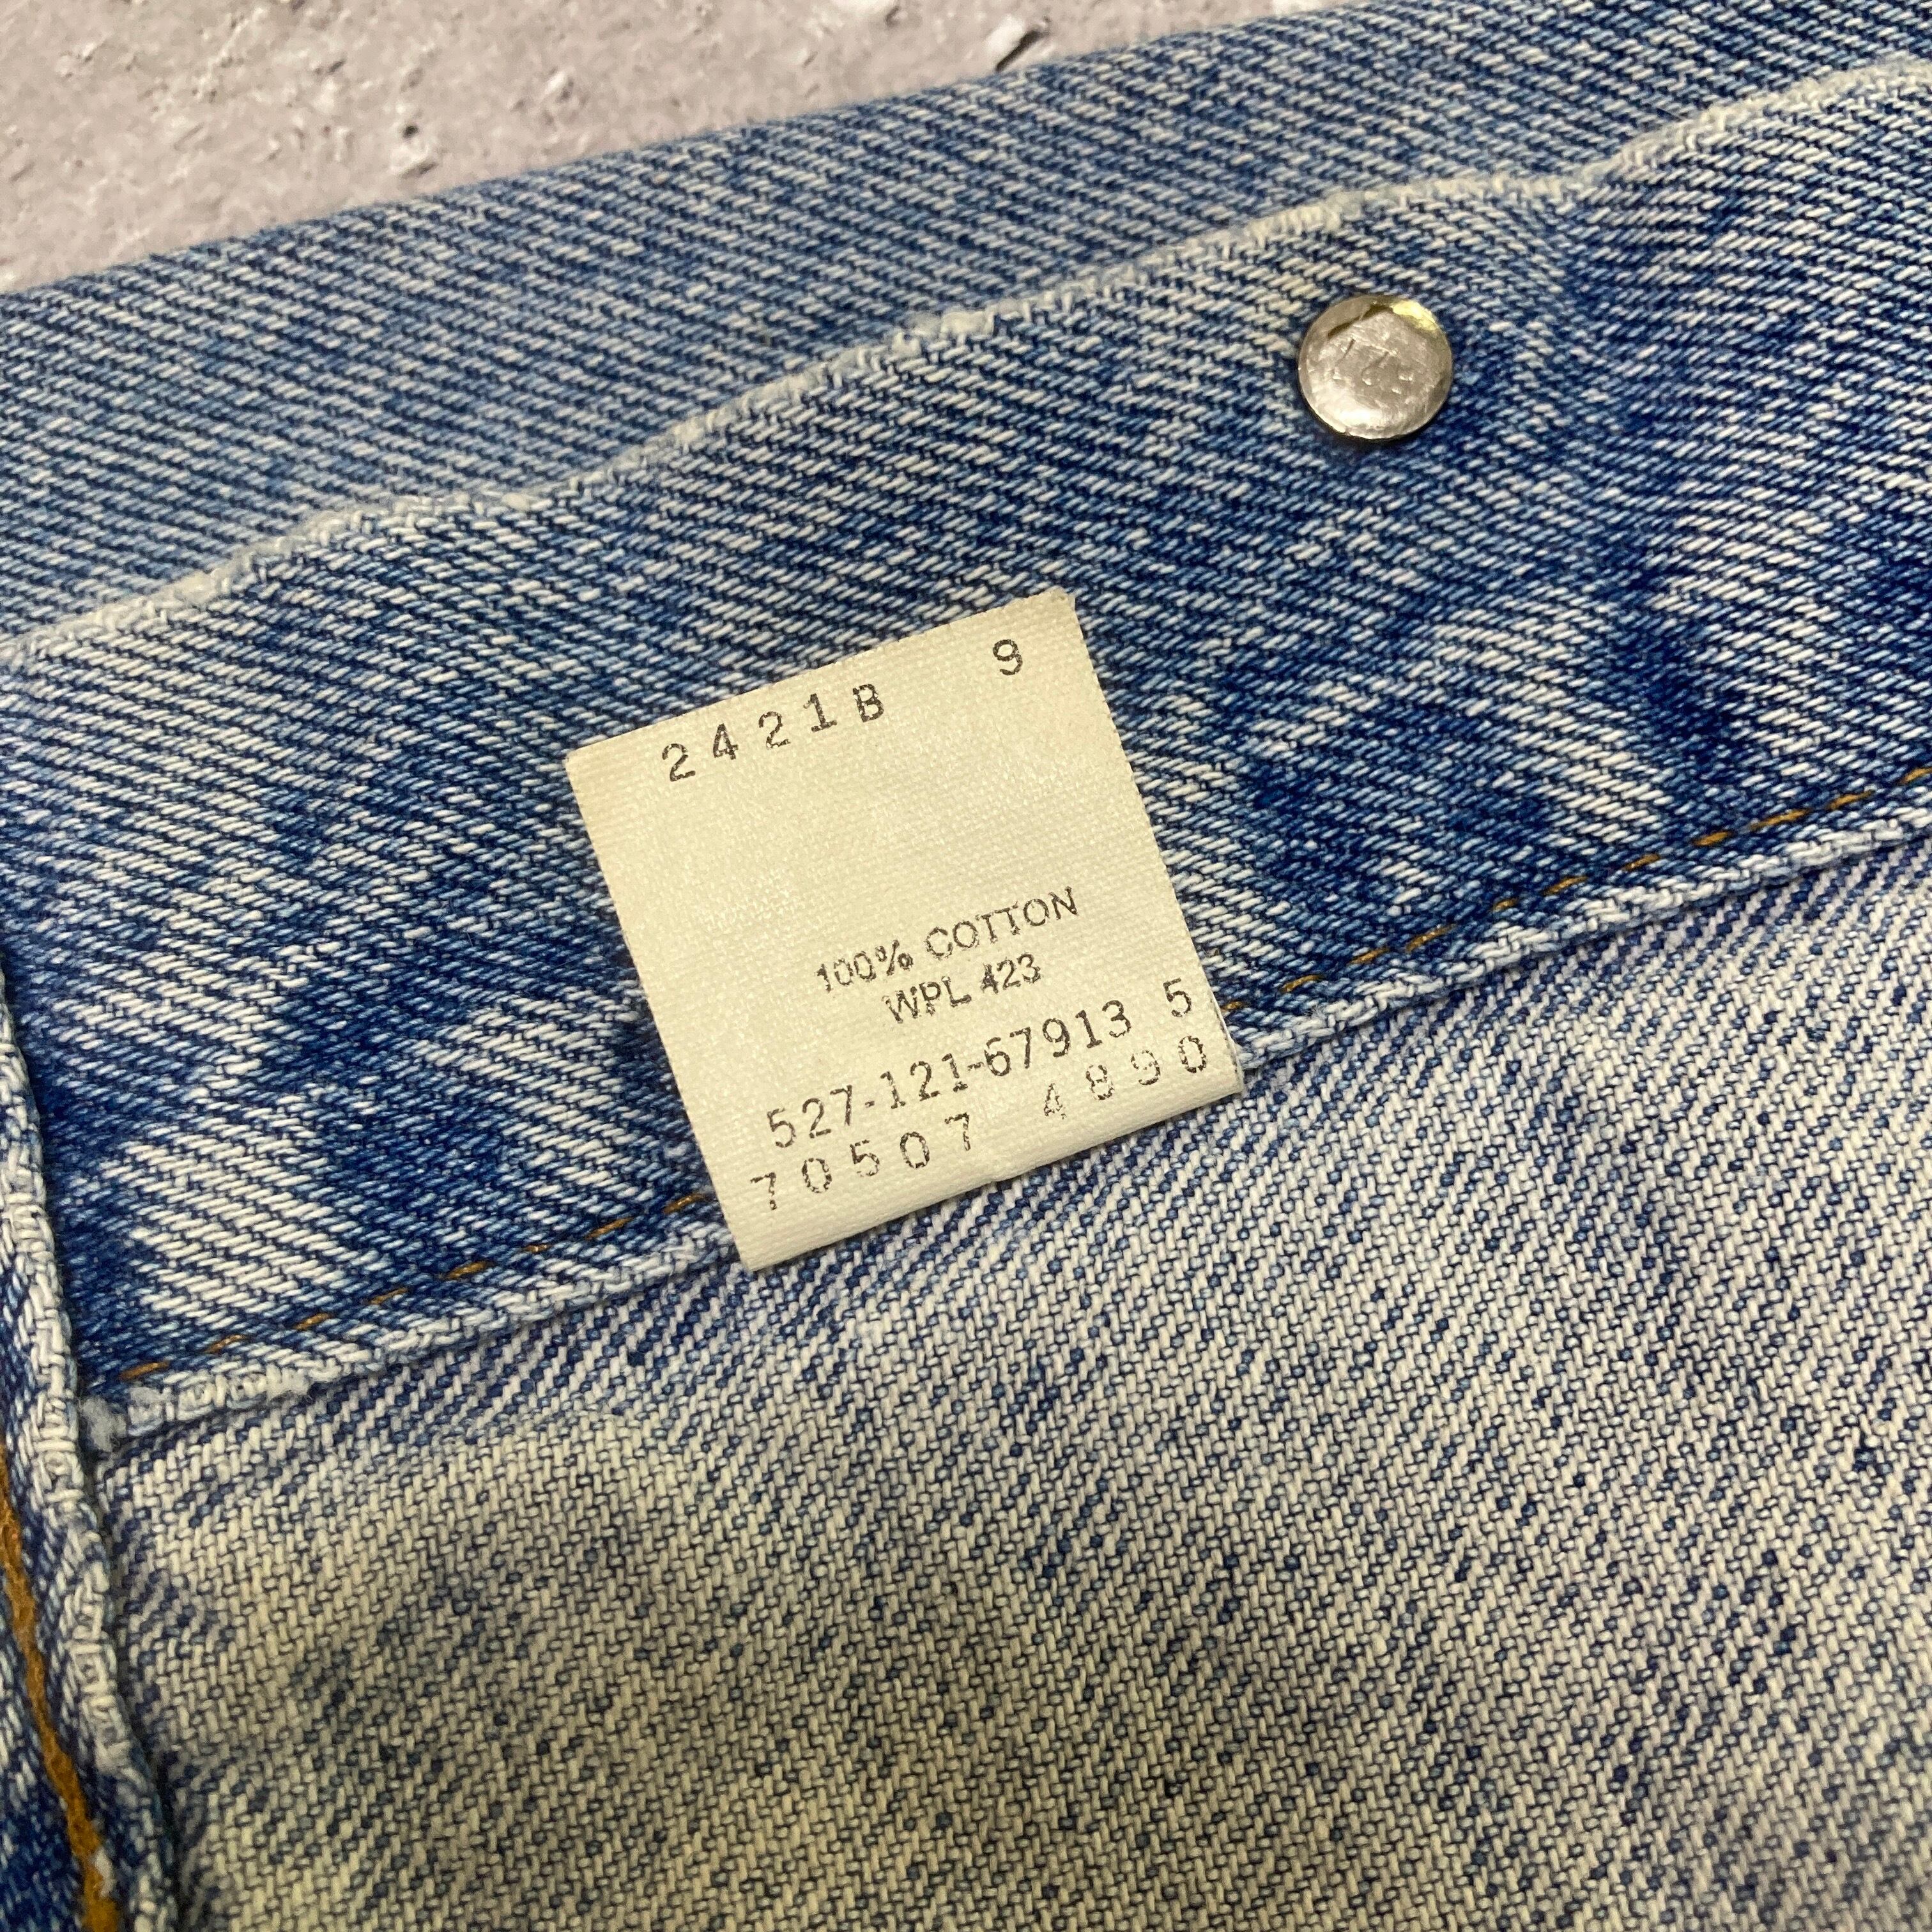 2421B 9
100% COTTON
WPL 423
527-121-67913 5
70507 4890